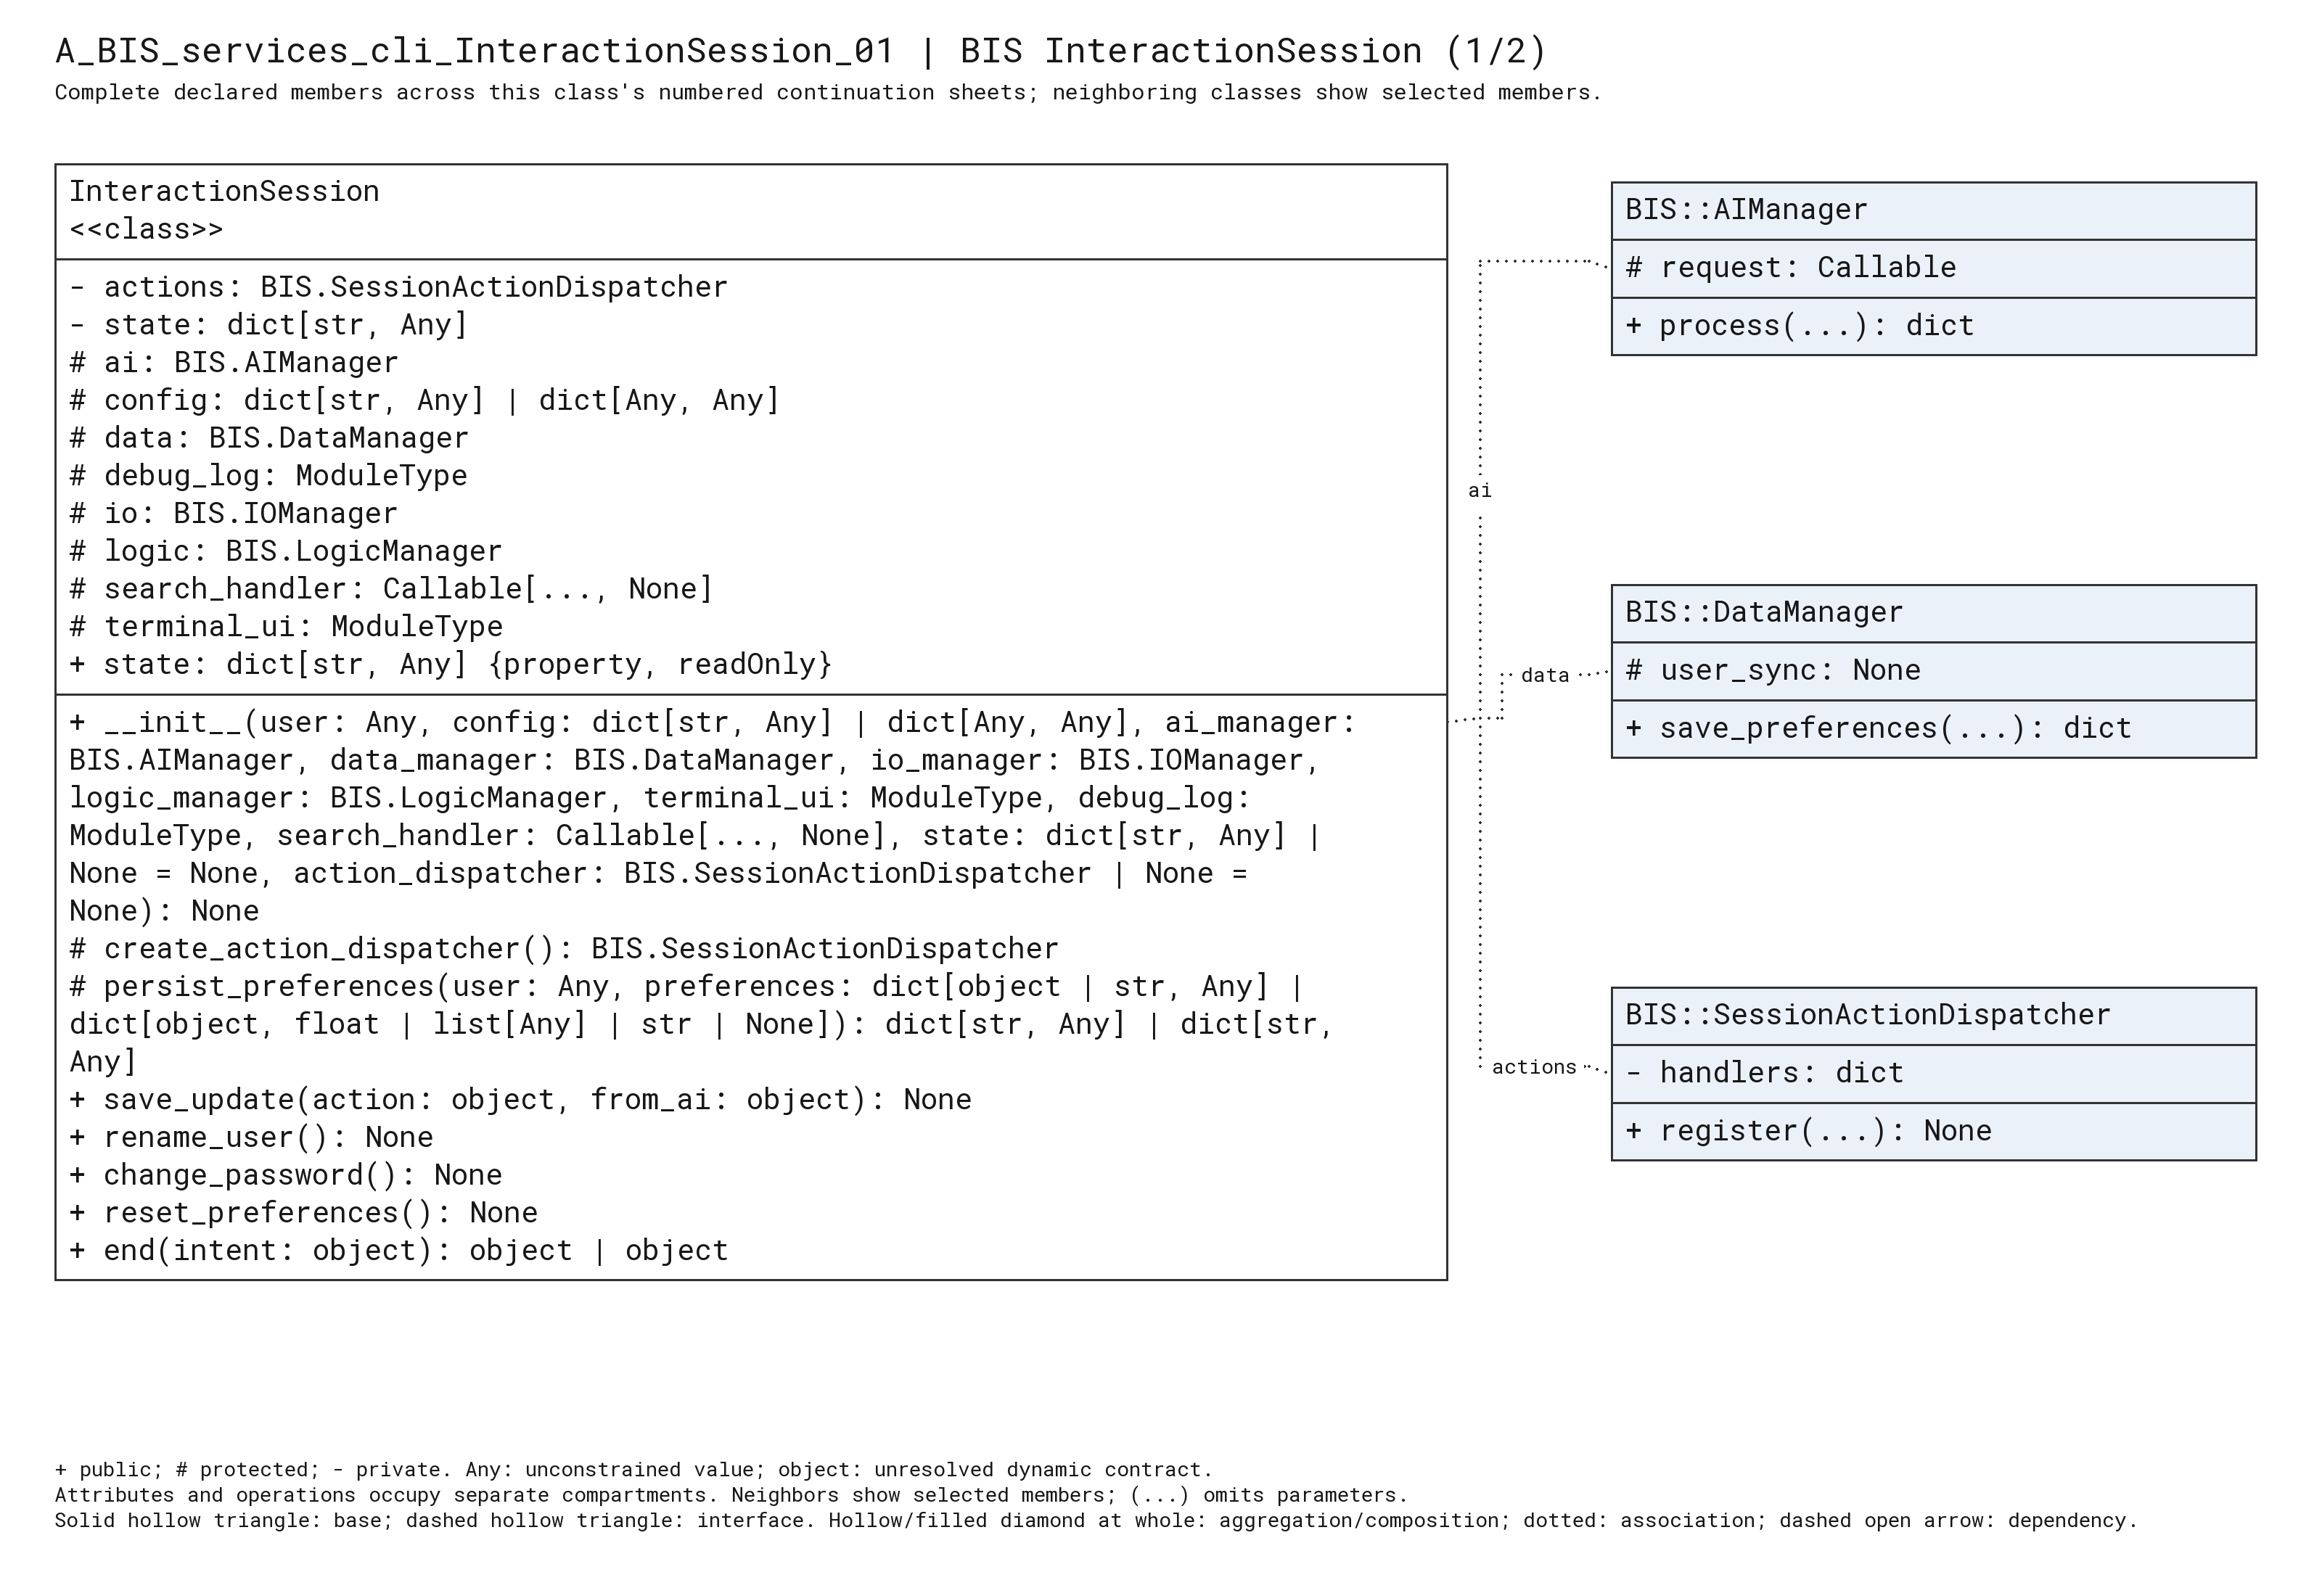 A_BIS_services_cli_InteractionSession_01 | BIS InteractionSession (1/2)
Complete declared members across this class's numbered continuation sheets; neighboring classes show selected members.
InteractionSession
<<class>>
- actions: BIS.SessionActionDispatcher
- state: dict[str, Any]
# ai: BIS.AIManager
# config: dict[str, Any] | dict[Any, Any]
# data: BIS.DataManager
# debug_log: ModuleType
# io: BIS.IOManager
# logic: BIS.LogicManager
# search_handler: Callable[..., None]
# terminal_ui: ModuleType
+ state: dict[str, Any] {property, readOnly}
+ __init__(user: Any, config: dict[str, Any] | dict[Any, Any], ai_manager:
BIS.AIManager, data_manager: BIS.DataManager, io_manager: BIS.IOManager,
logic_manager: BIS.LogicManager, terminal_ui: ModuleType, debug_log:
ModuleType, search_handler: Callable[..., None], state: dict[str, Any] |
None = None, action_dispatcher: BIS.SessionActionDispatcher | None =
None): None
# create_action_dispatcher(): BIS.SessionActionDispatcher
# persist_preferences(user: Any, preferences: dict[object | str, Any] |
dict[object, float | list[Any] | str | None]): dict[str, Any] | dict[str,
Any]
+ save_update(action: object, from_ai: object): None
+ rename_user(): None
+ change_password(): None
+ reset_preferences(): None
+ end(intent: object): object | object
ai
data
actions
BIS::AIManager
# request: Callable
+ process(...): dict
BIS::DataManager
# user_sync: None
+ save_preferences(...): dict
BIS::SessionActionDispatcher
- handlers: dict
+ register(...): None
+ public; # protected; - private. Any: unconstrained value; object: unresolved dynamic contract.
Attributes and operations occupy separate compartments. Neighbors show selected members; (...) omits parameters.
Solid hollow triangle: base; dashed hollow triangle: interface. Hollow/filled diamond at whole: aggregation/composition; dotted: association; dashed open arrow: dependency.